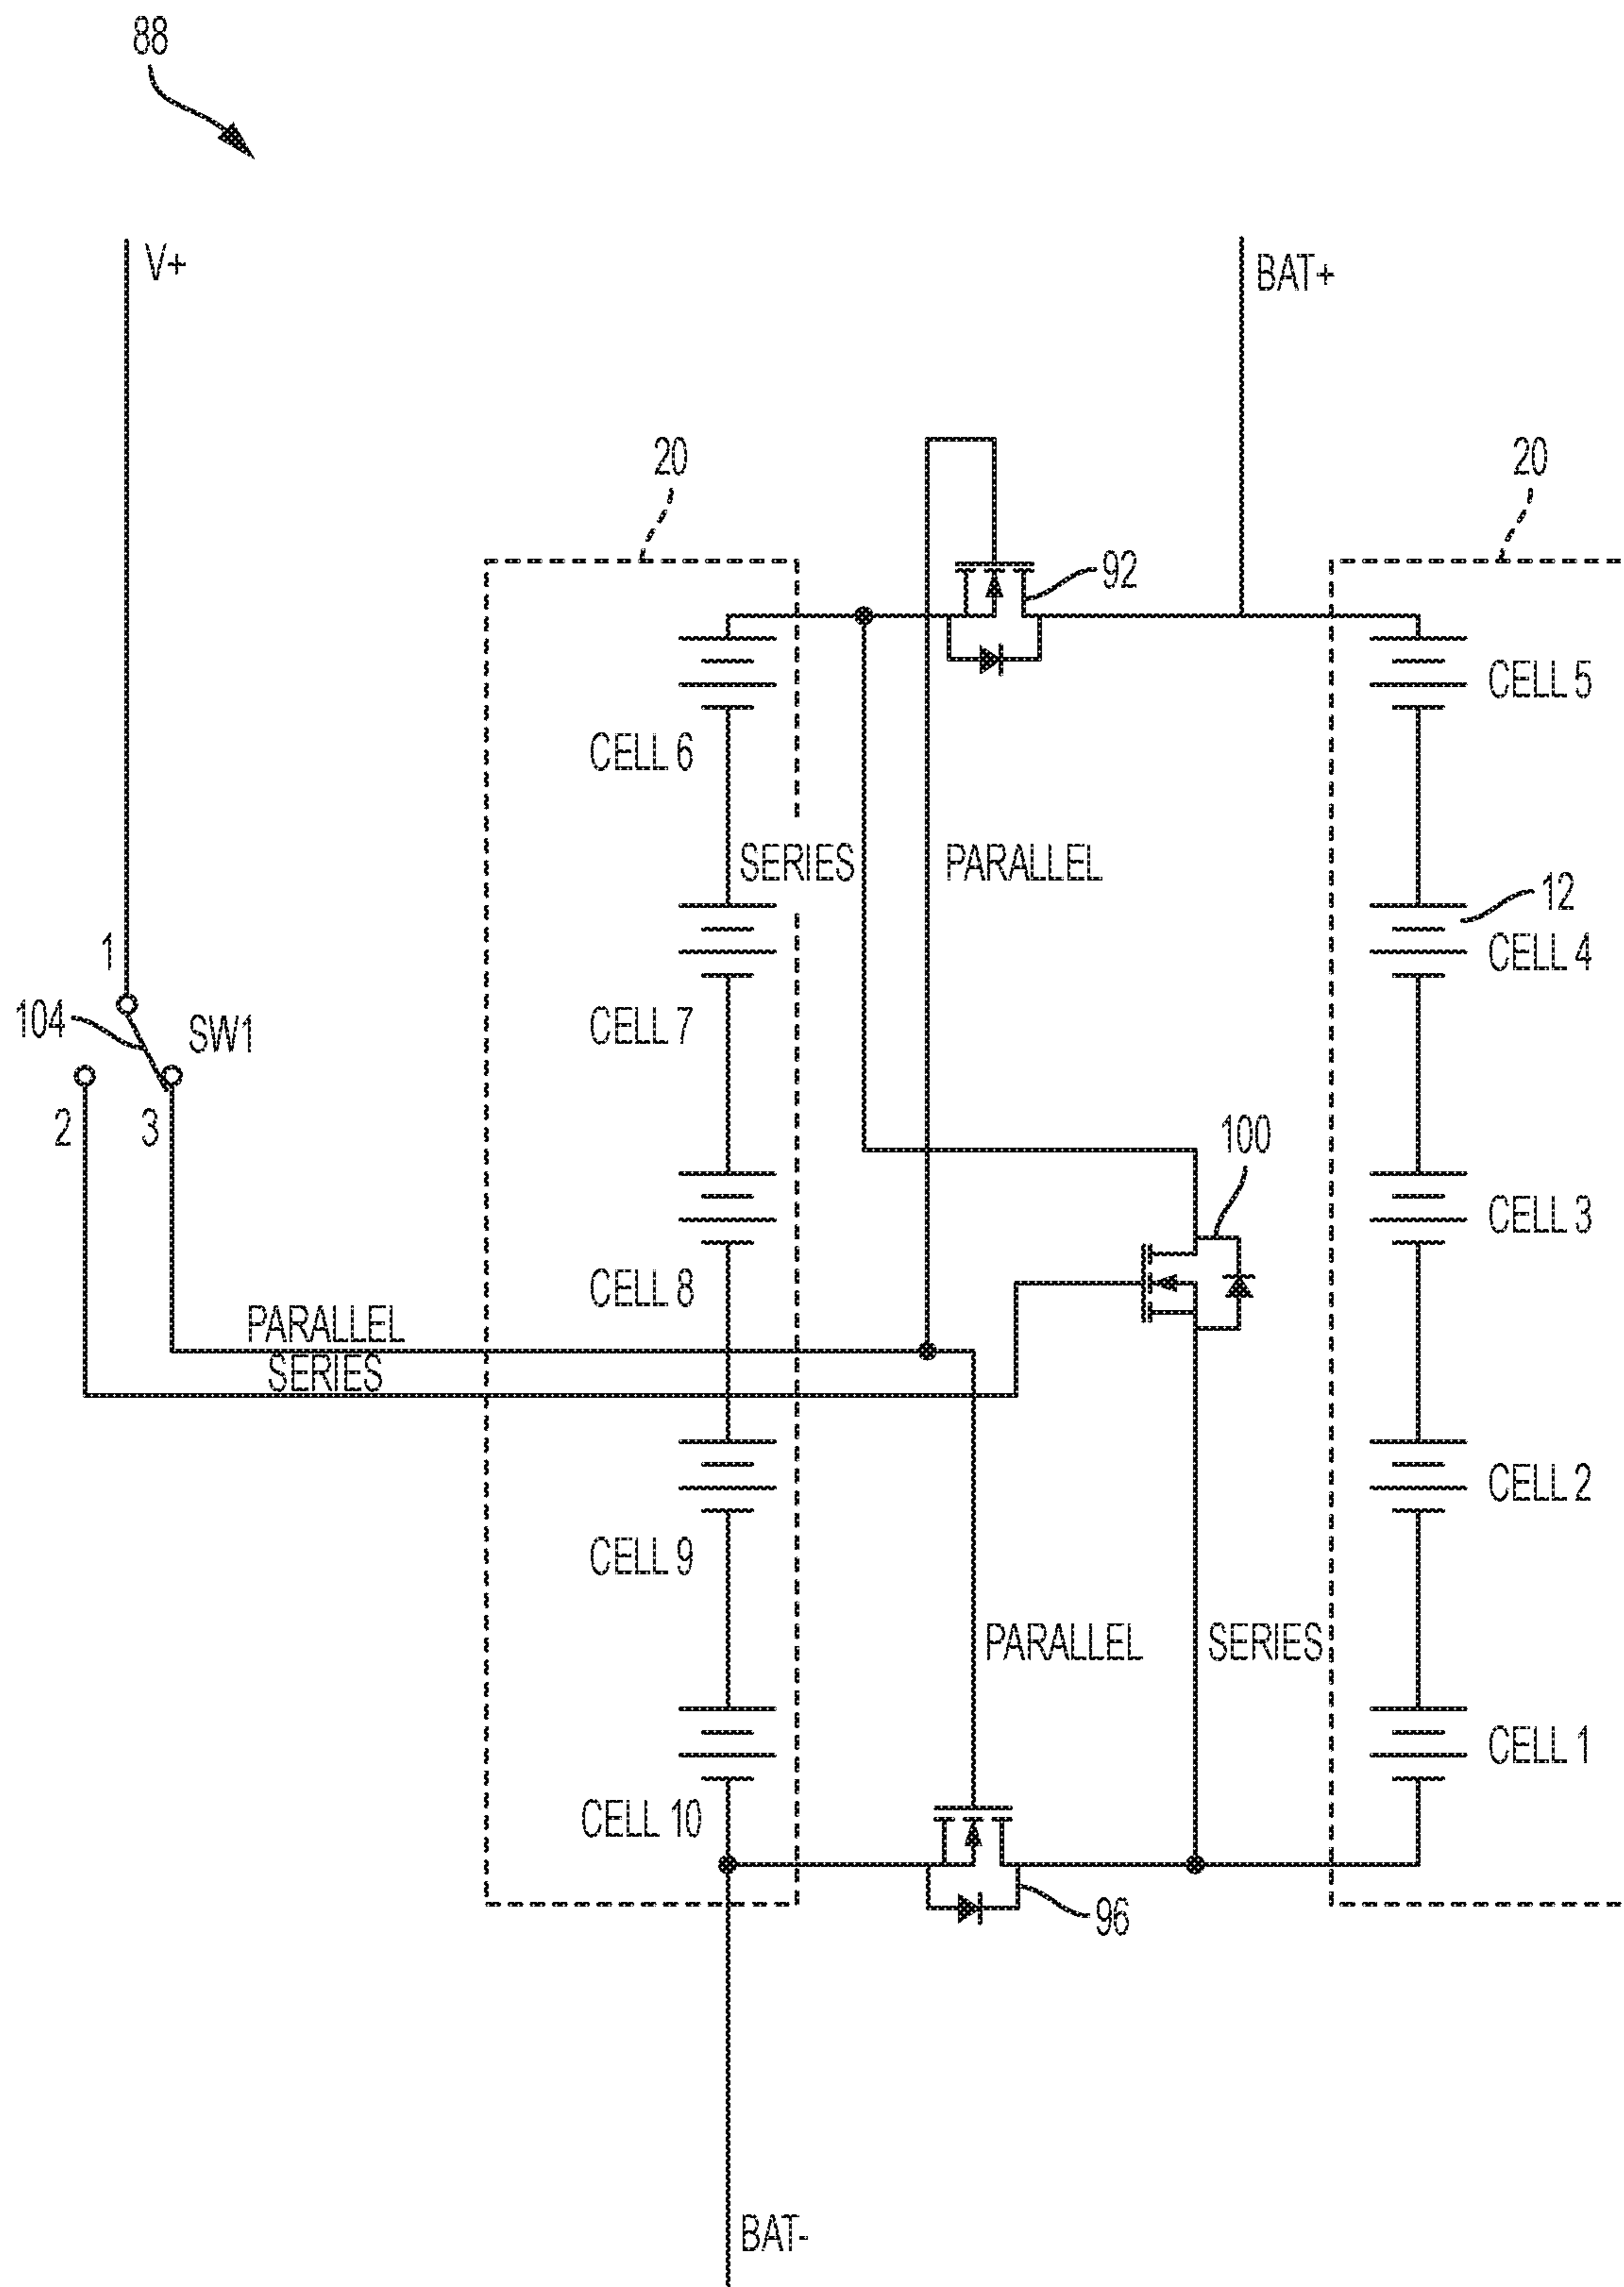 88
V+
BAT+
20
20
92
CELL 5
CELL 6
SERIES
PARALLEL
12
CELL 4
1
104
SW1
CELL 7
2
3
100
CELL 3
CELL 8
PARALLEL
SERIES
CELL 2
CELL 9
PARALLEL
SERIES
CELL 1
CELL 10
96
BAT-